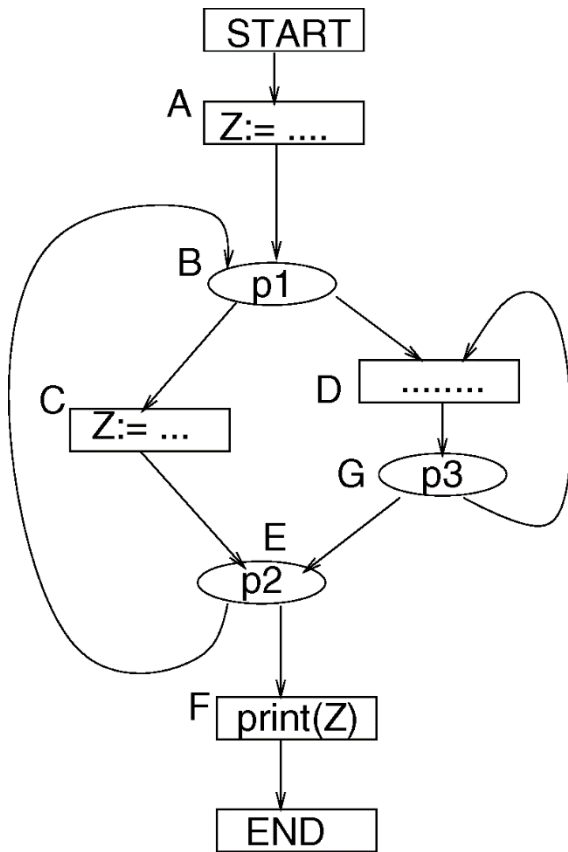 START
A
Z:= ....
B
p1
C
Z:= ...
D
........
G
p3
E
p2
F
print(Z)
END